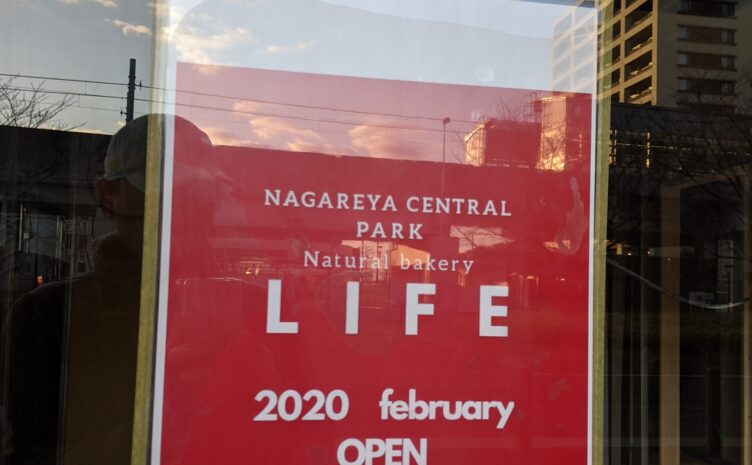 NAGAREYA CENTRAL
PARK
Natural bakery
LIFE
2020 february
OPEN